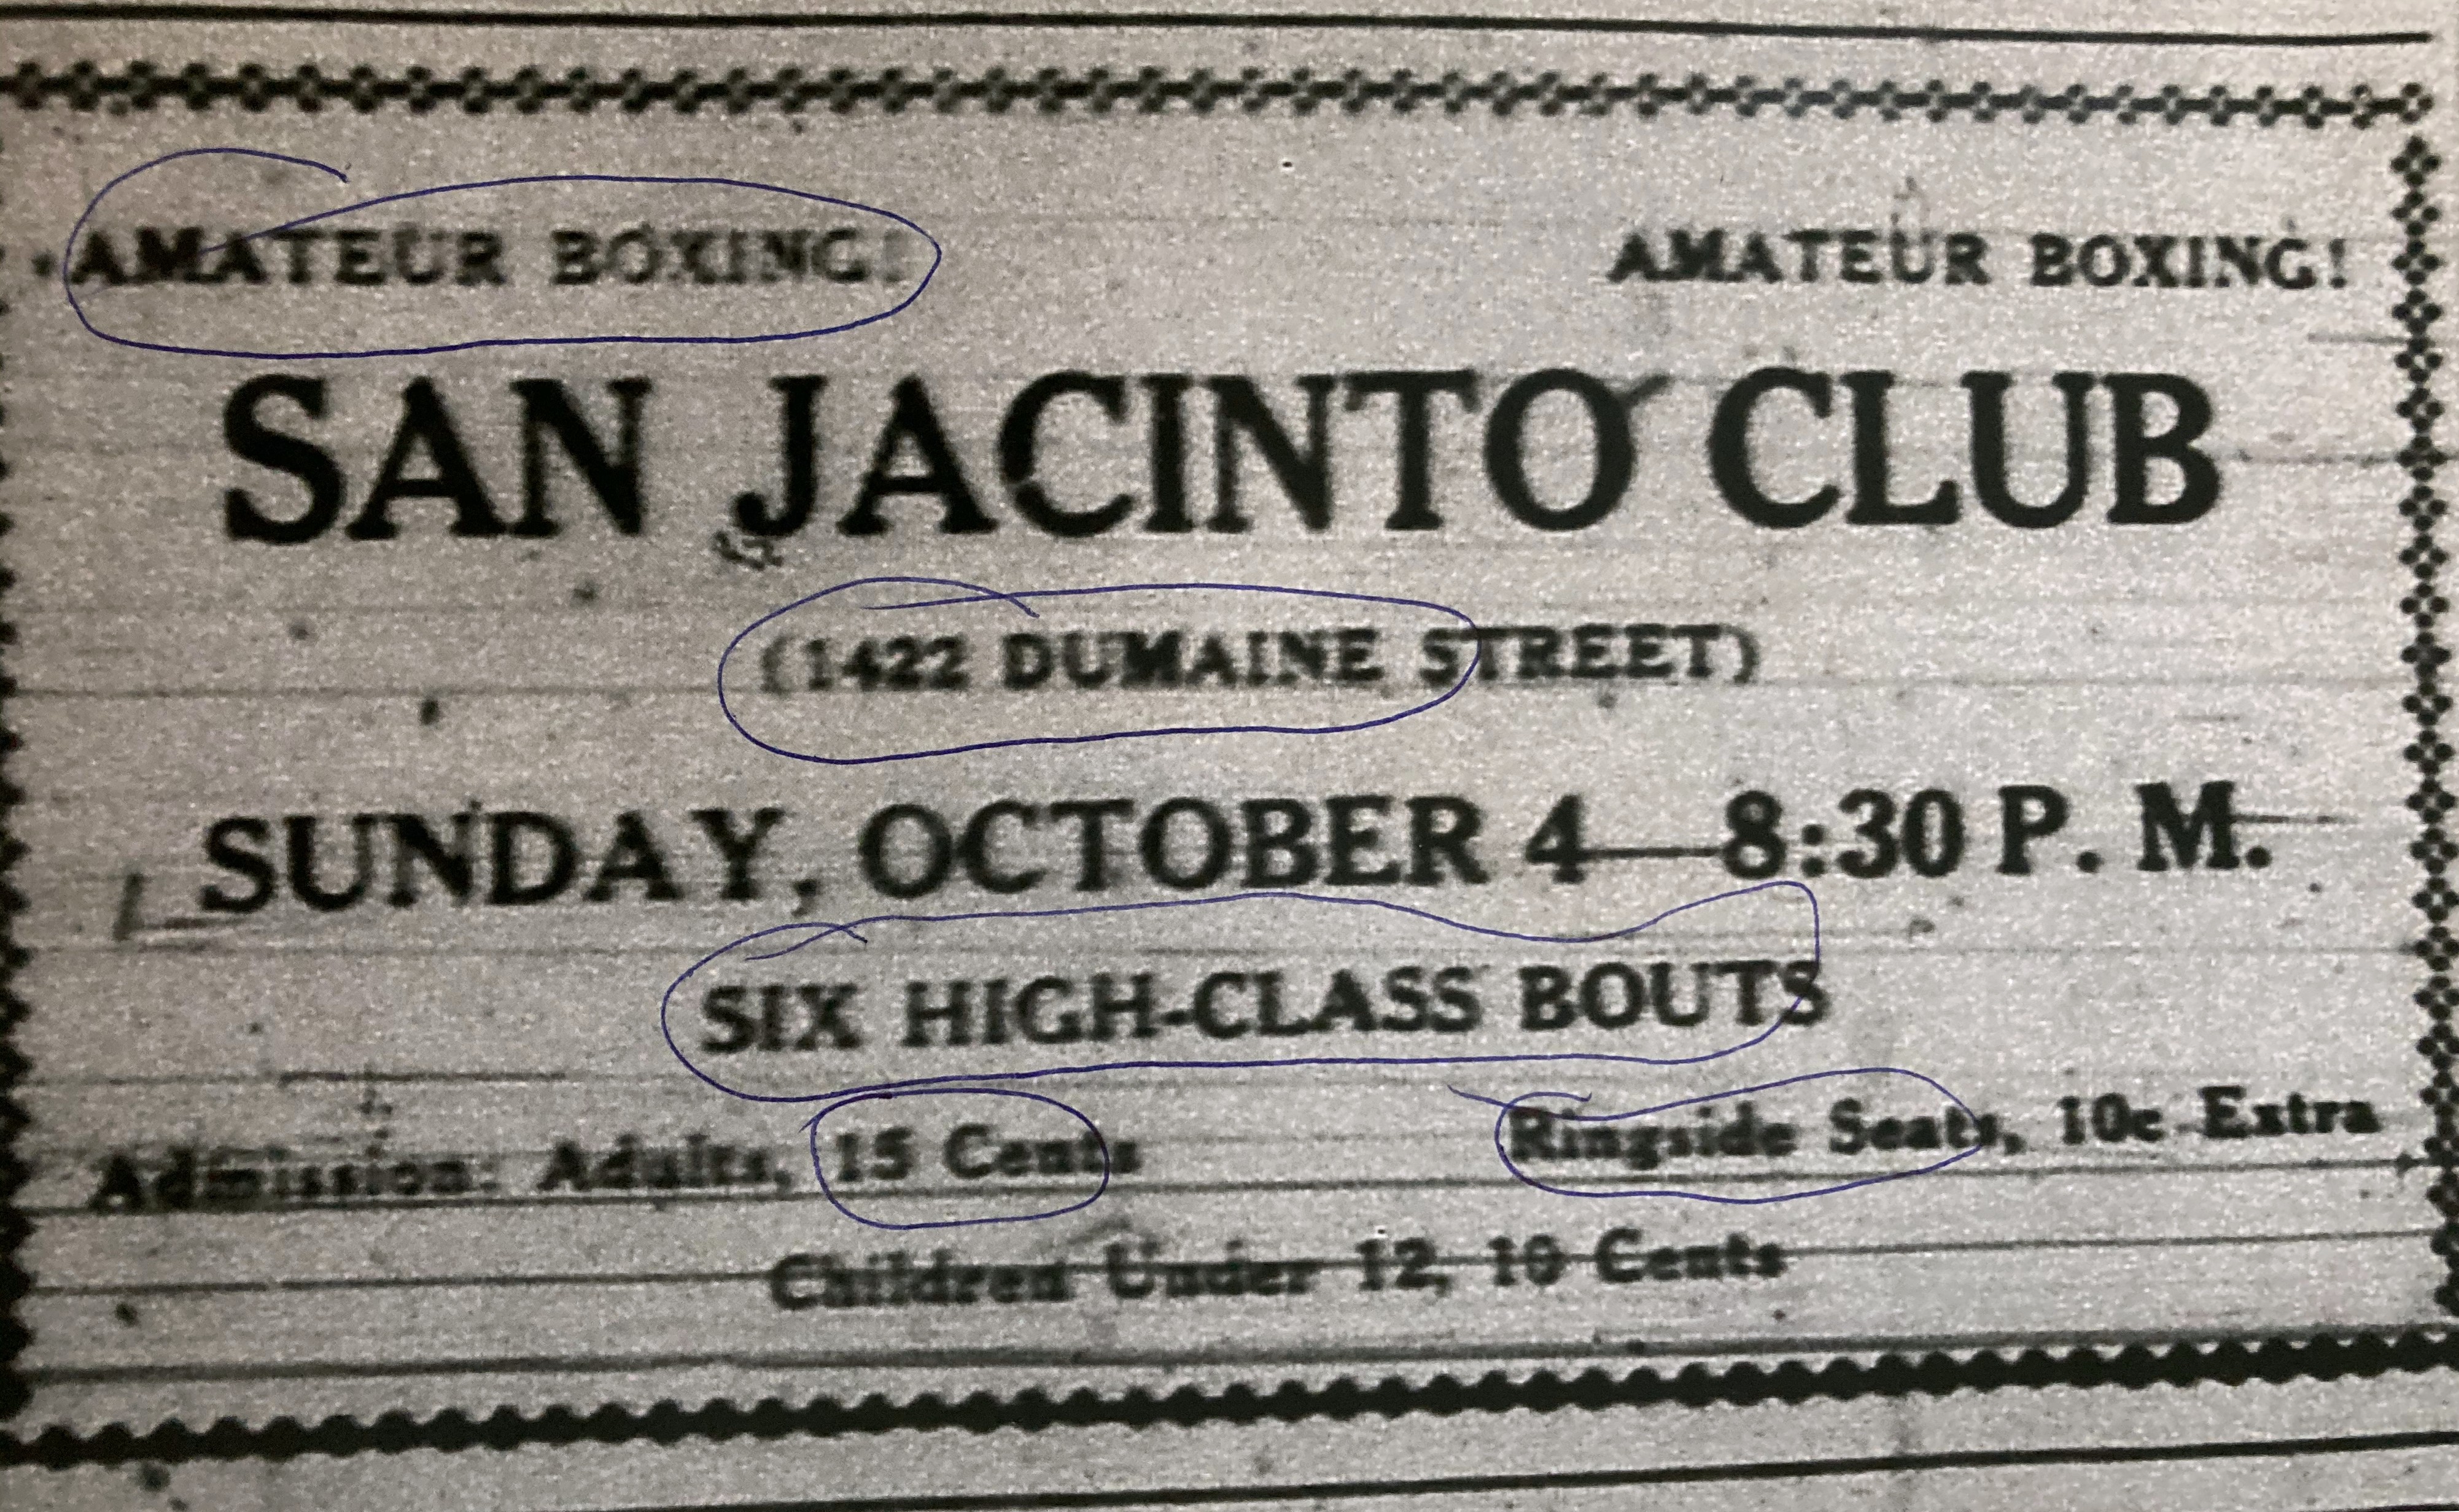 AMATEUR BOXING! AMATEUR BOXING!
SAN JACINTO CLUB
(1422 DUMAINE STREET)
SUNDAY, OCTOBER 4—8:30 P. M.
SIX HIGH-CLASS BOUTS
Admission: Adults, 15 Cents Ringside Seats, 10c Extra
Children Under 12, 10 Cents